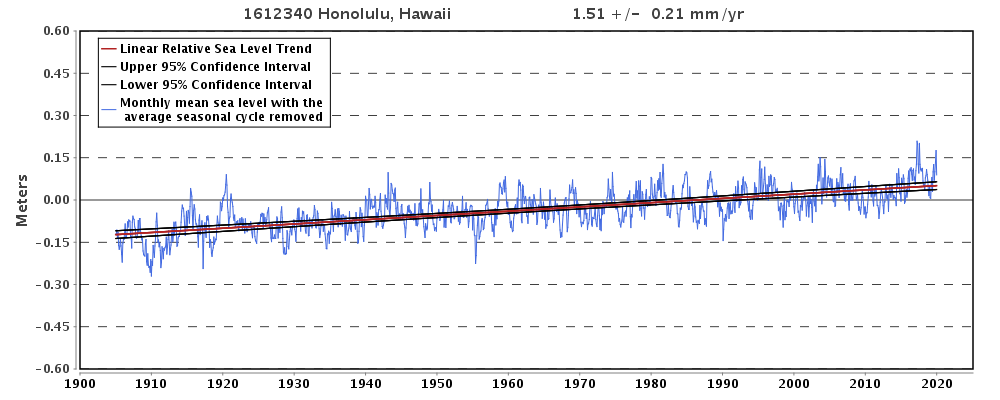 1612340 Honolulu, Hawaii 1.51 +/- 0.21 mm/yr
0.60
0.45
0.30
0.15
0.00
-0.15
-0.30
-0.45
-0.60
Meters
Linear Relative Sea Level Trend
Upper 95% Confidence Interval
Lower 95% Confidence Interval
Monthly mean sea level with the
average seasonal cycle removed
1900 1910 1920 1930 1940 1950 1960 1970 1980 1990 2000 2010 2020